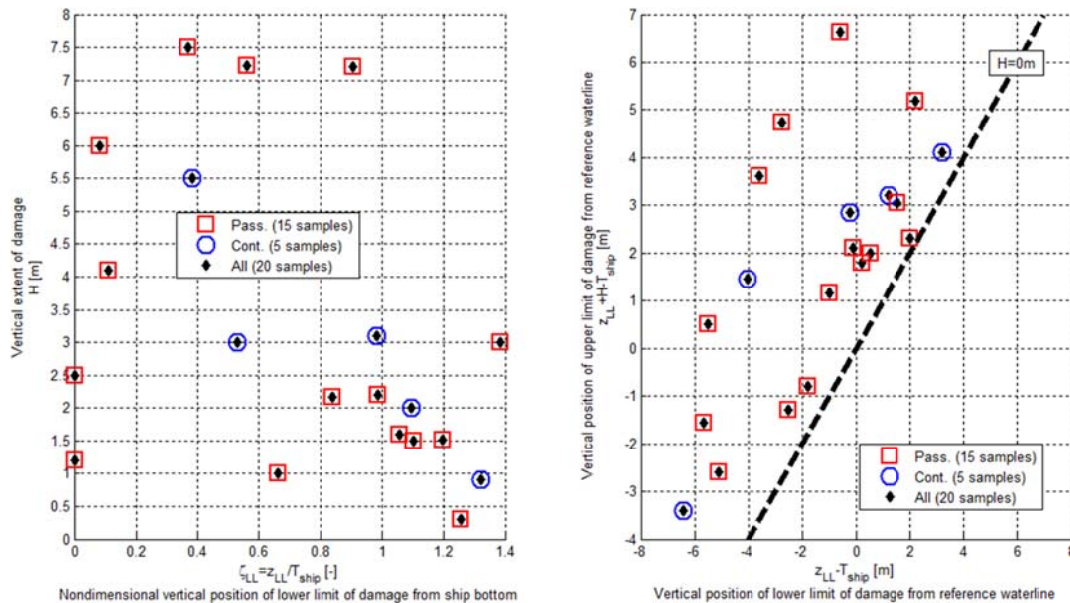 8
7.5
7
6.5
6
5.5
5
4.5
4
3.5
3
2.5
2
1.5
1
0.5
0
Vertical extent of damage
H [m]
Pass. (15 samples)
Cont. (5 samples)
All (20 samples)
0 0.2 0.4 0.6 0.8 1 1.2 1.4
ζLL=zLL/Tship [-]
Nondimensional vertical position of lower limit of damage from ship bottom
7
6
5
4
3
2
1
0
-1
-2
-3
-4
Vertical position of upper limit of damage from reference waterline
zLL+H-Tship [m]
H=0m
Pass. (15 samples)
Cont. (5 samples)
All (20 samples)
-8 -6 -4 -2 0 2 4 6 8
zLL-Tship [m]
Vertical position of lower limit of damage from reference waterline